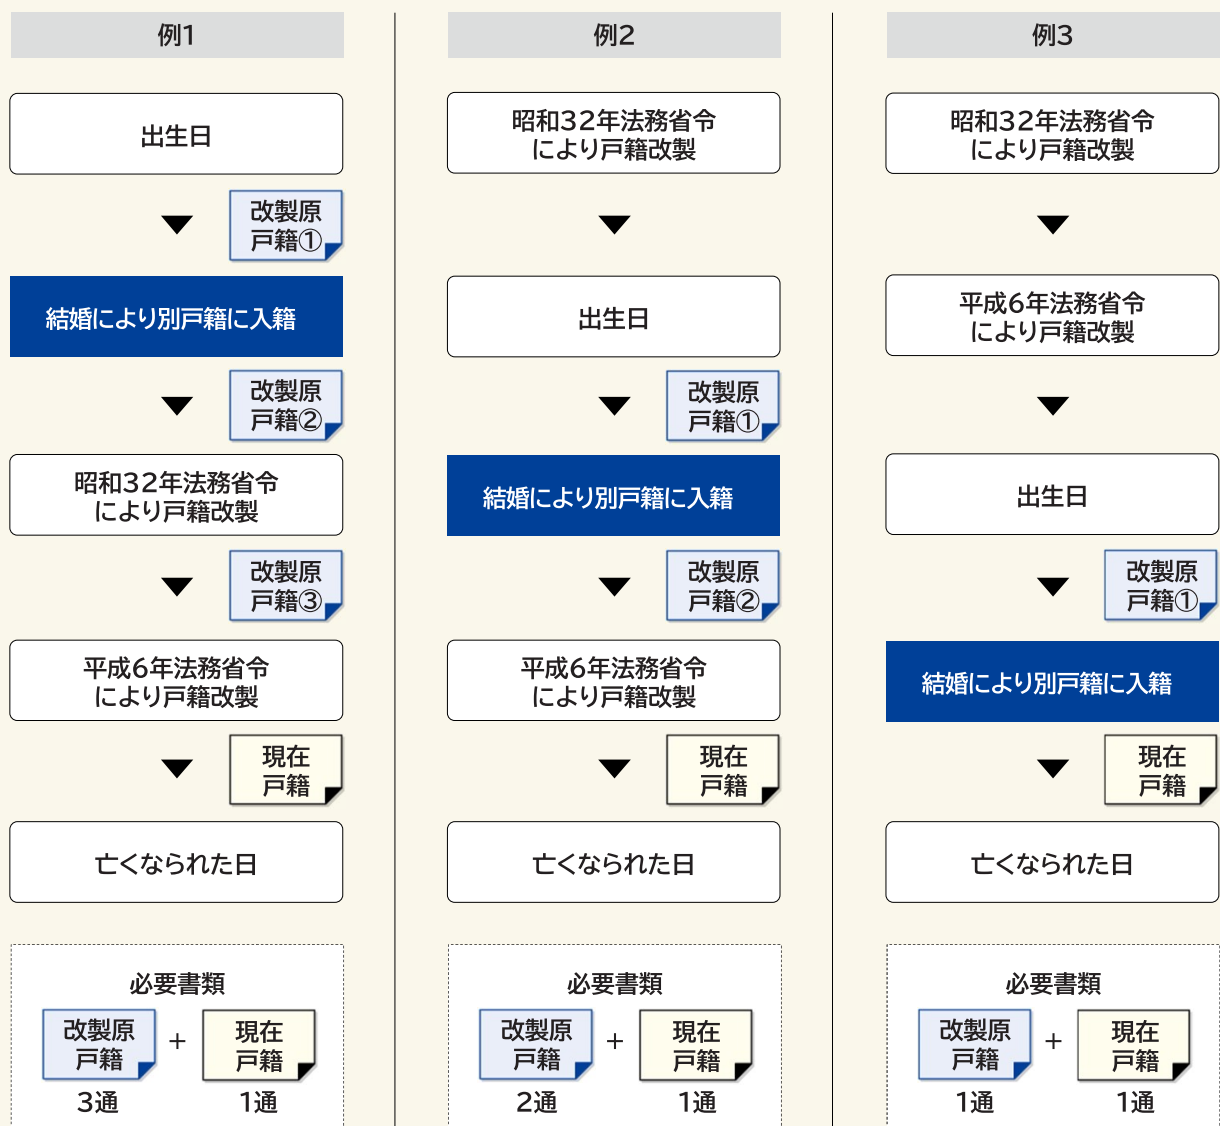 例1
出生日
改製原
戸籍①
結婚により別戸籍に入籍
改製原
戸籍②
昭和32年法務省令
により戸籍改製
改製原
戸籍③
平成6年法務省令
により戸籍改製
現在
戸籍
亡くなられた日
必要書類
改製原
戸籍
+
現在
戸籍
3通
1通
例2
昭和32年法務省令
により戸籍改製
出生日
改製原
戸籍①
結婚により別戸籍に入籍
改製原
戸籍②
平成6年法務省令
により戸籍改製
現在
戸籍
亡くなられた日
必要書類
改製原
戸籍
+
現在
戸籍
2通
1通
例3
昭和32年法務省令
により戸籍改製
平成6年法務省令
により戸籍改製
出生日
改製原
戸籍①
結婚により別戸籍に入籍
現在
戸籍
亡くなられた日
必要書類
改製原
戸籍
+
現在
戸籍
1通
1通